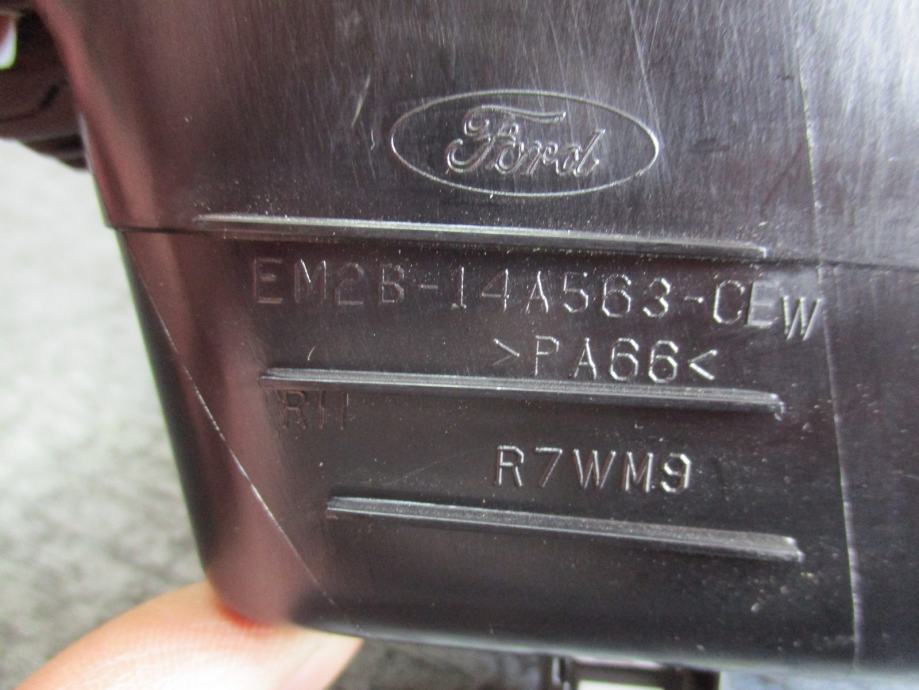 Ford
EM2B-14A563-CEW
>PA66<
RH
R7WM9